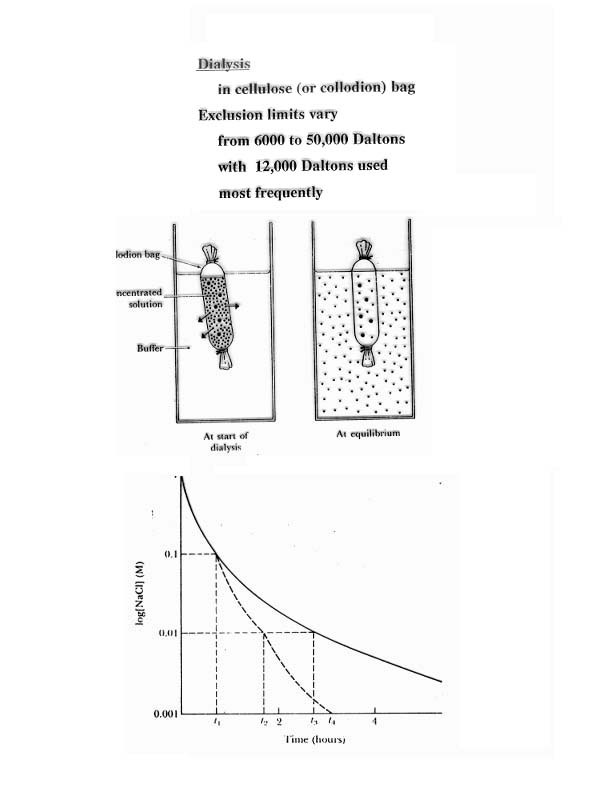 Dialysis
in cellulose (or collodion) bag
Exclusion limits vary
from 6000 to 50,000 Daltons
with 12,000 Daltons used
most frequently
lodion bag
ncentrated
solution
Buffer
At start of
dialysis
At equilibrium
log[NaCl] (M)
0.1
0.01
0.001
t₁ t₂ 2 t₃ t₄ 4
Time (hours)